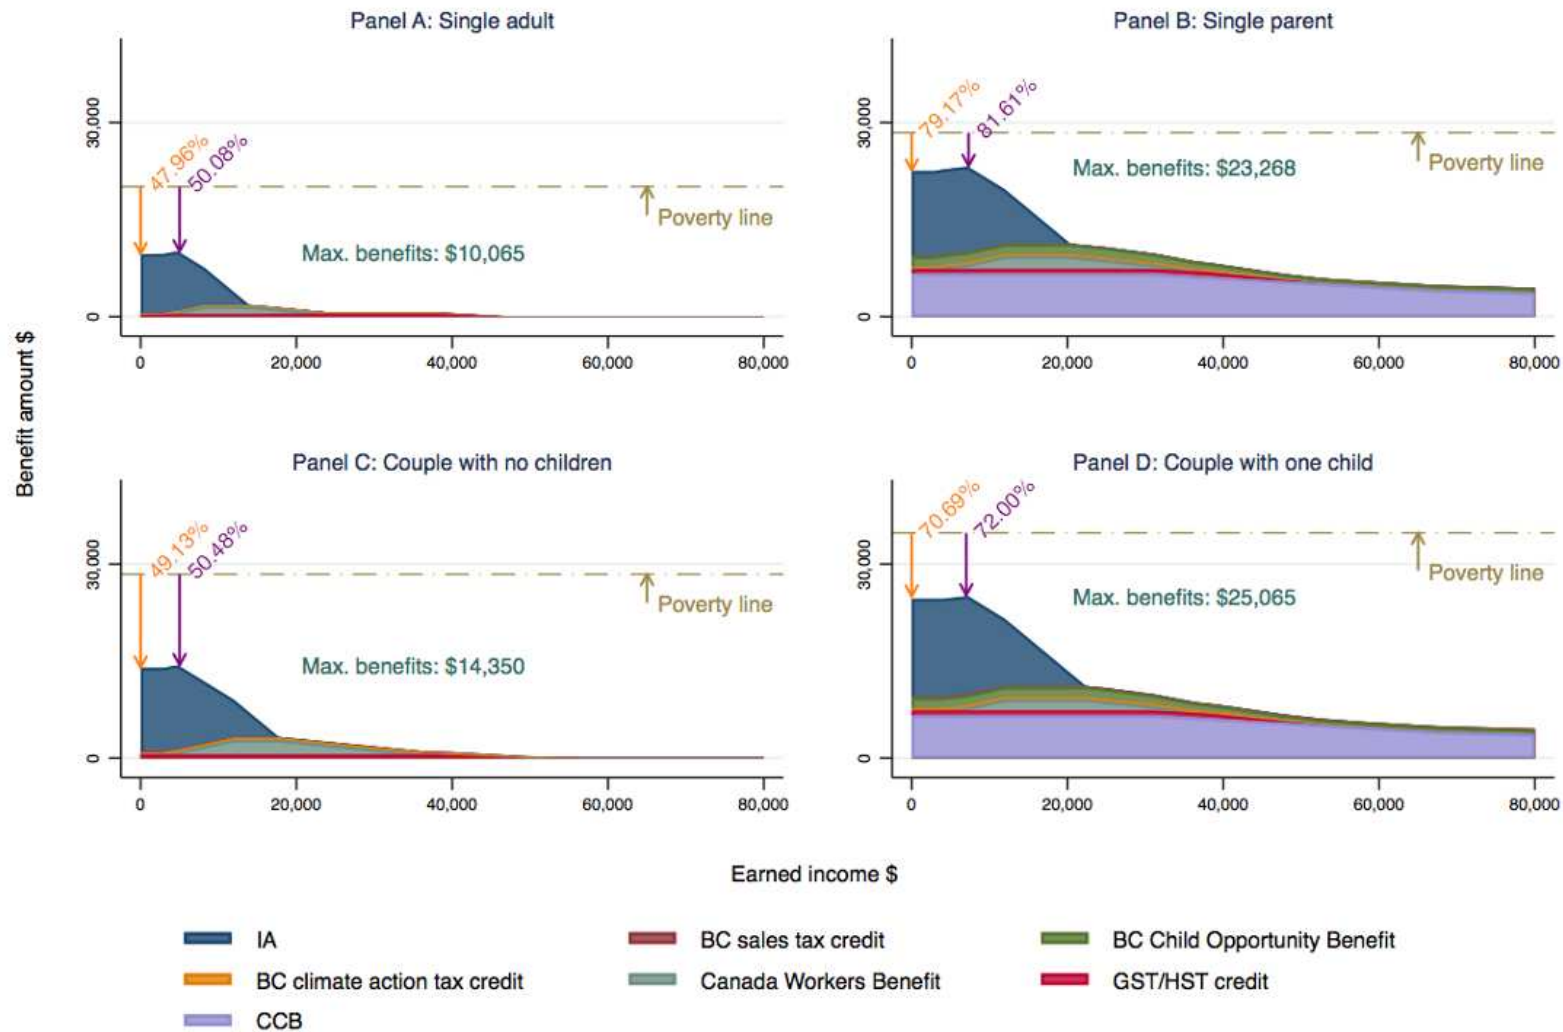 Panel A: Single adult
30,000
0
47.96%
50.08%
Poverty line
Max. benefits: $10,065
0
20,000
40,000
60,000
80,000
Panel B: Single parent
30,000
0
79.17%
81.61%
Poverty line
Max. benefits: $23,268
0
20,000
40,000
60,000
80,000
Benefit amount $
Panel C: Couple with no children
30,000
0
49.13%
50.48%
Poverty line
Max. benefits: $14,350
0
20,000
40,000
60,000
80,000
Panel D: Couple with one child
30,000
0
70.69%
72.00%
Poverty line
Max. benefits: $25,065
0
20,000
40,000
60,000
80,000
Earned income $
IA
BC sales tax credit
BC Child Opportunity Benefit
BC climate action tax credit
Canada Workers Benefit
GST/HST credit
CCB